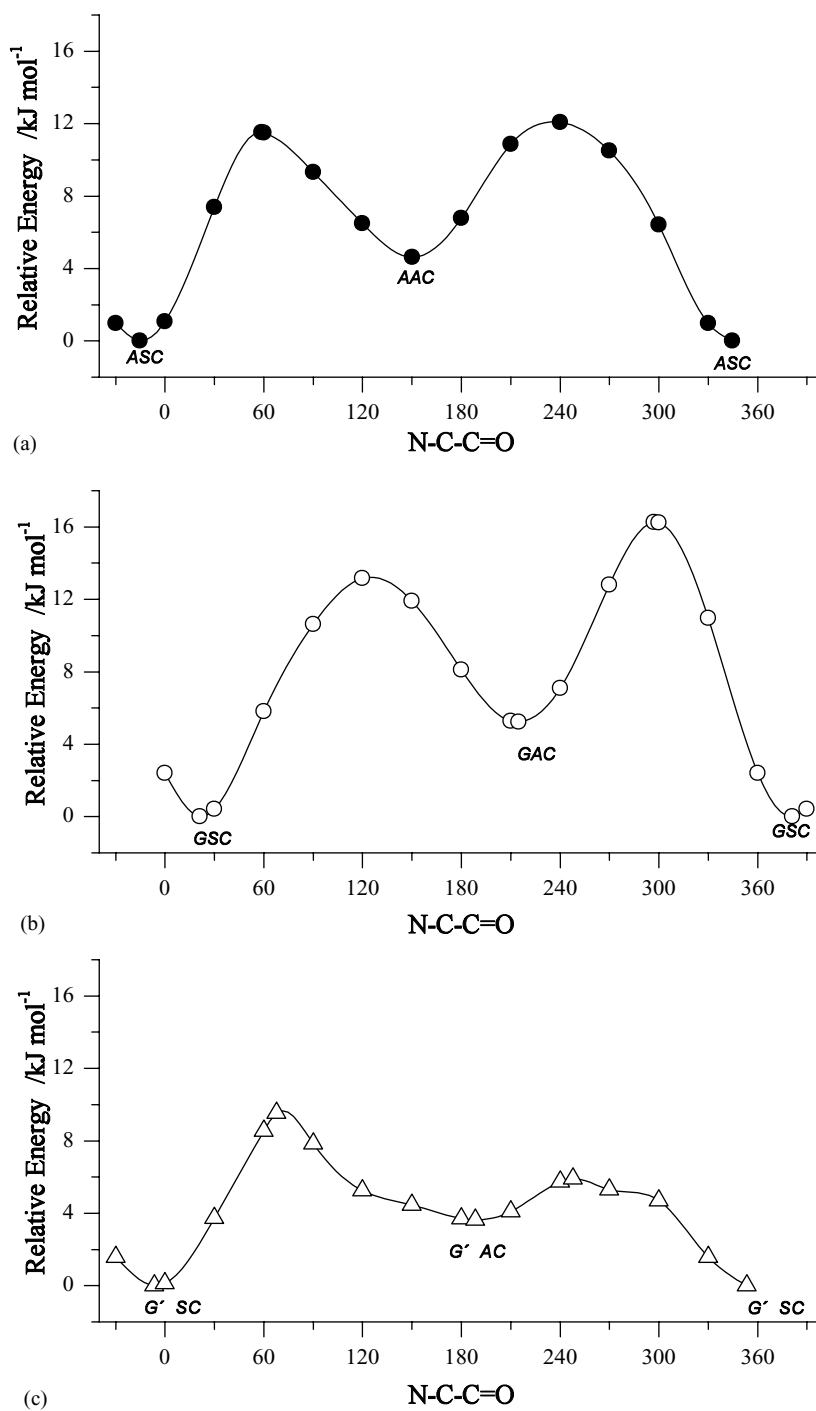 16
12
8
4
0
Relative Energy /kJ mol⁻¹
ASC
AAC
ASC
0 60 120 180 240 300 360
N-C-C=O
(a)
16
12
8
4
0
Relative Energy /kJ mol⁻¹
GSC
GAC
GSC
0 60 120 180 240 300 360
N-C-C=O
(b)
16
12
8
4
0
Relative Energy /kJ mol⁻¹
G´ SC
G´ AC
G´ SC
0 60 120 180 240 300 360
N-C-C=O
(c)